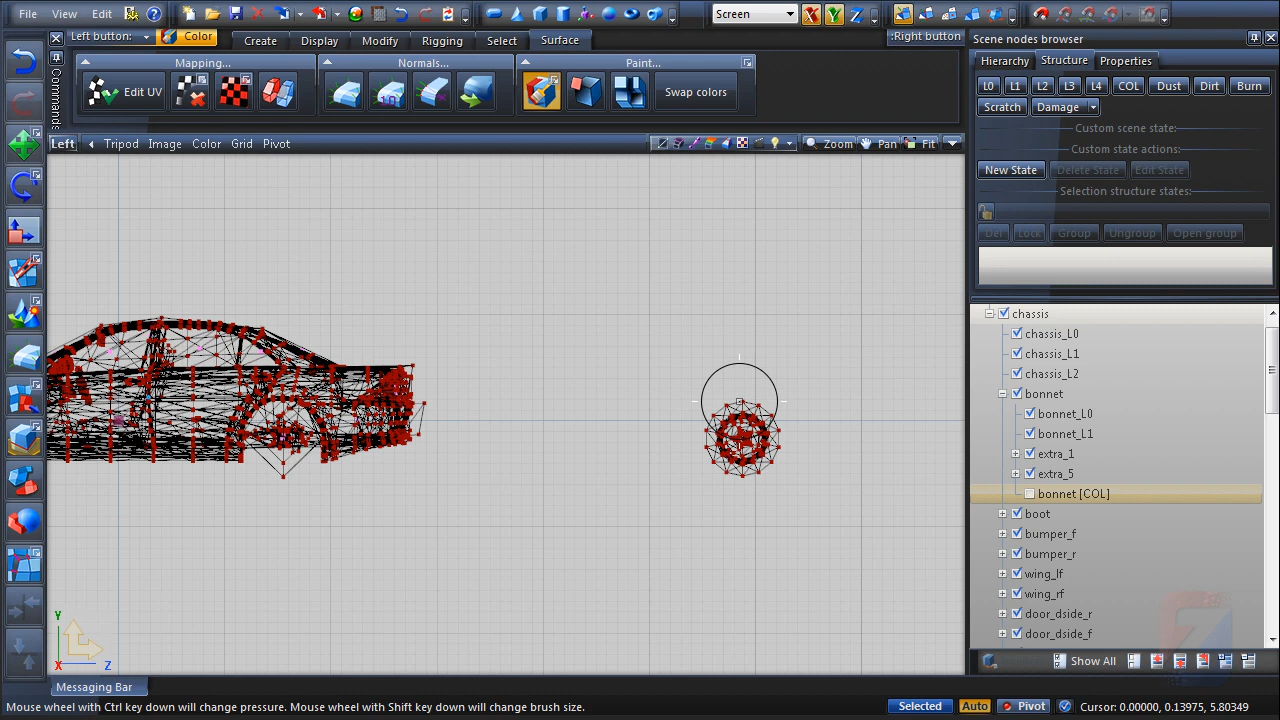 File View Edit
Screen
Left button: Color
:Right button
Create Display Modify Rigging Select Surface
Commands
Mapping... Normals... Paint...
Edit UV
Swap colors
Left Tripod Image Color Grid Pivot
Zoom Pan Fit
Y
X Z
Messaging Bar
Scene nodes browser
Hierarchy Structure Properties
L0 L1 L2 L3 L4 COL Dust Dirt Burn
Scratch Damage
Custom scene state:
Custom state actions:
New State Delete State Edit State
Selection structure states:
Del Lock Group Ungroup Open group
chassis
chassis_L0
chassis_L1
chassis_L2
bonnet
bonnet_L0
bonnet_L1
extra_1
extra_5
bonnet [COL]
boot
bumper_f
bumper_r
wing_lf
wing_rf
door_dside_r
door_dside_f
Show All
Mouse wheel with Ctrl key down will change pressure. Mouse wheel with Shift key down will change brush size.
Selected Auto Pivot Cursor: 0.00000, 0.13975, 5.80349